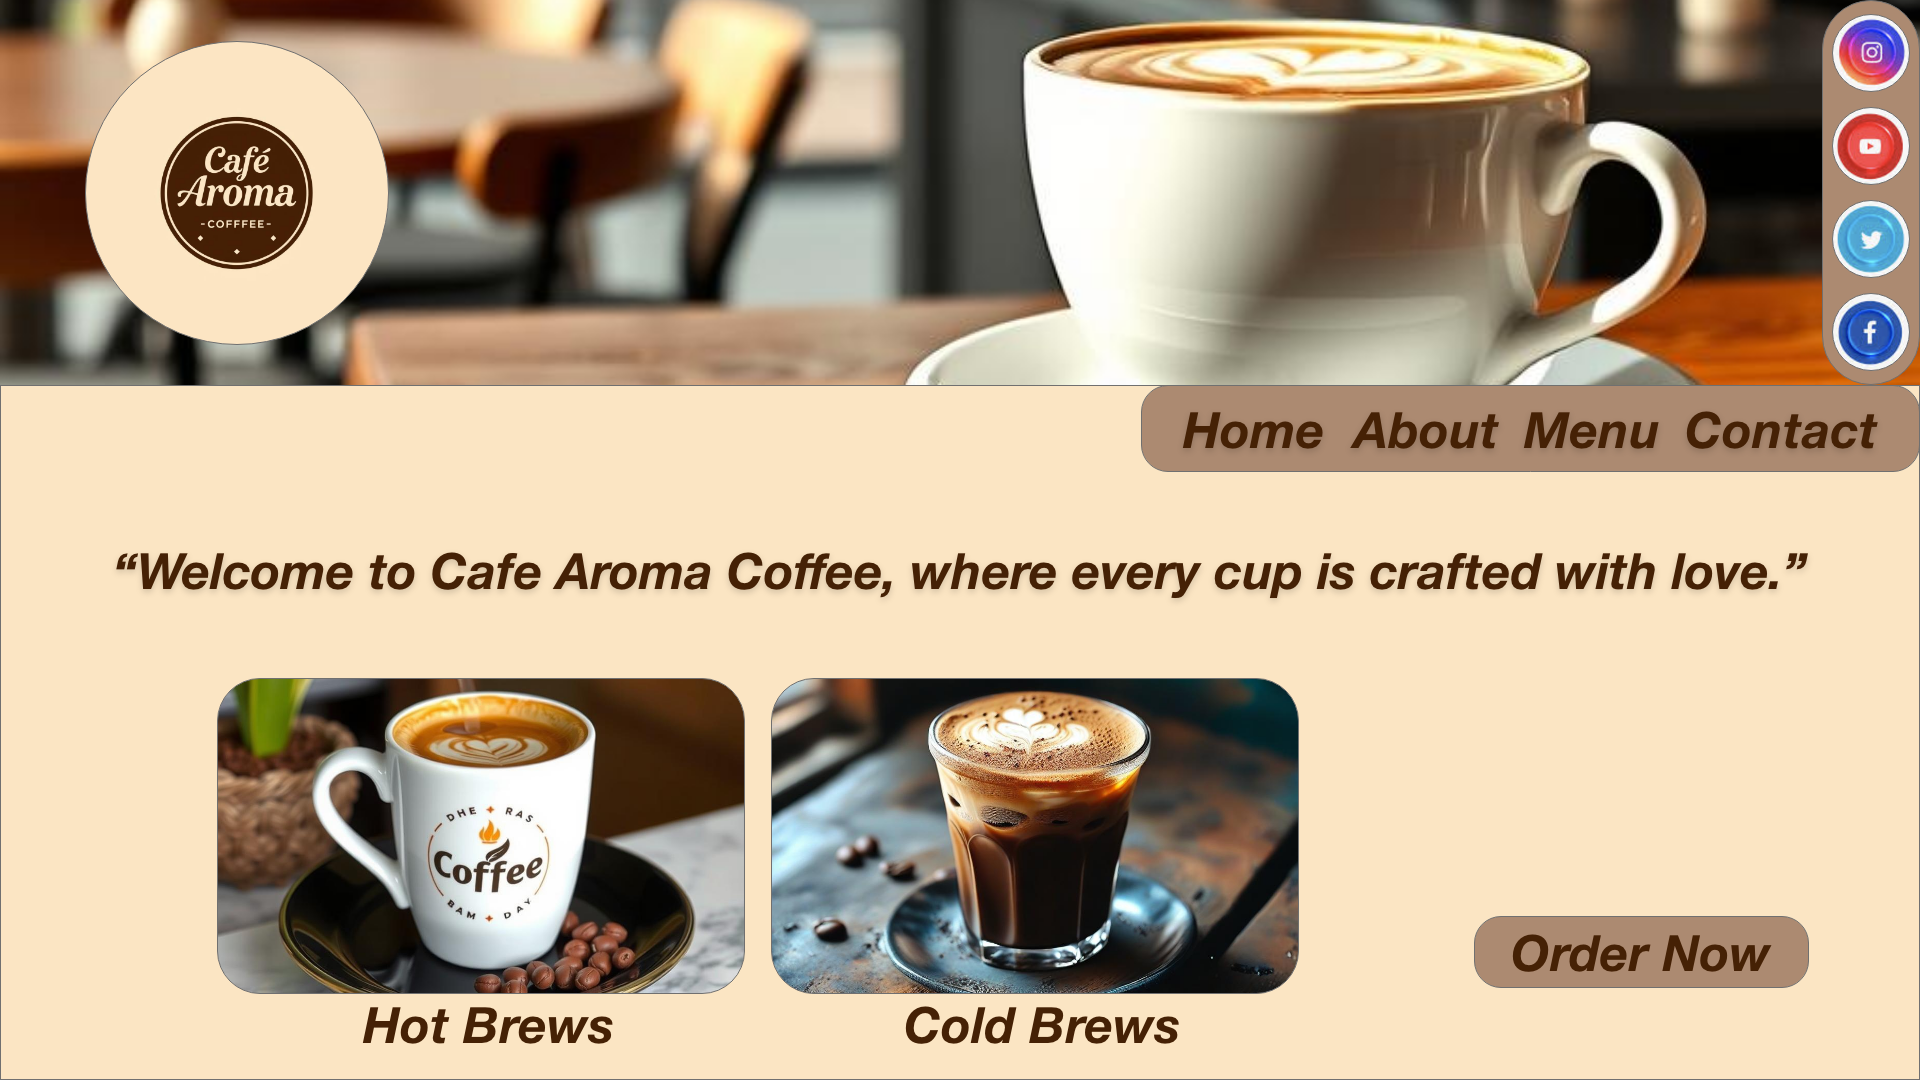 Café
Aroma
-COFFFEE-
Home About Menu Contact
“Welcome to Cafe Aroma Coffee, where every cup is crafted with love.”
DHE RAS
Coffee
BAM DAY
Order Now
Hot Brews
Cold Brews